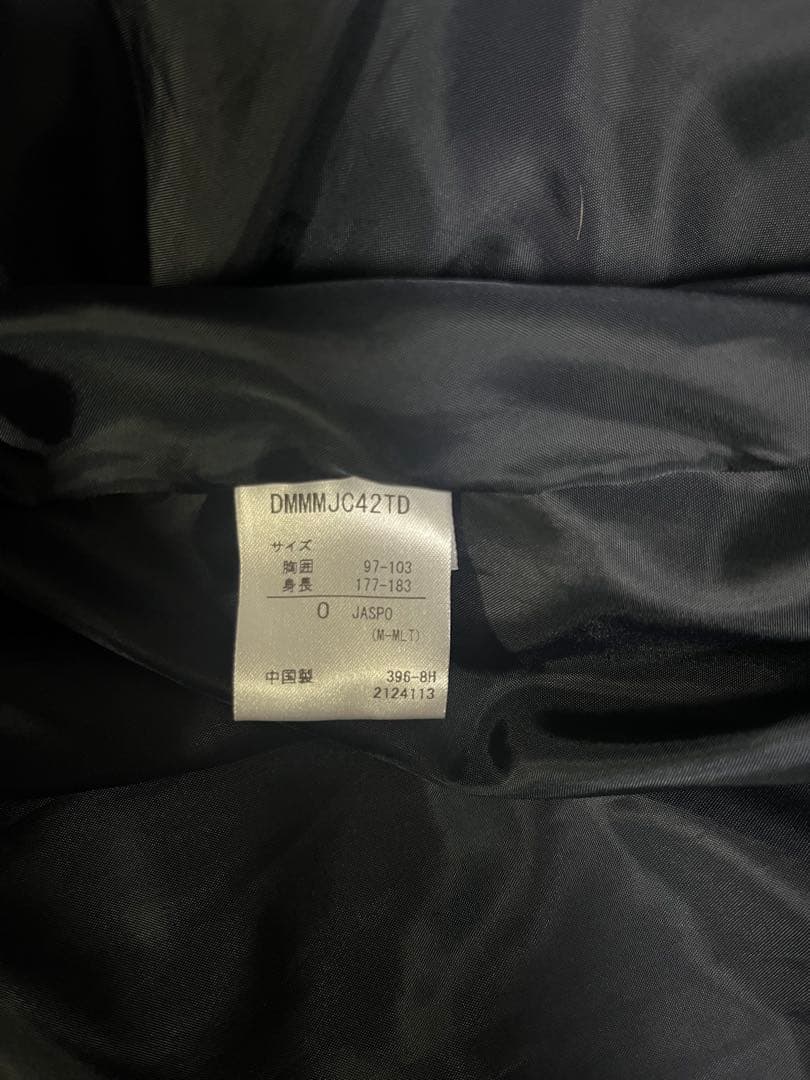 DMMMJC42TD
サイズ
胸囲 97-103
身長 177-183
O JASPO
(M-MLT)
中国製 396-8H
2124113